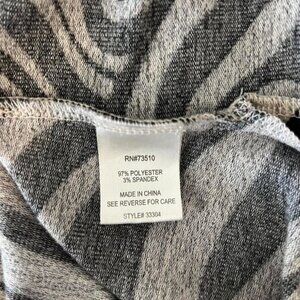 RN#73510
97% POLYESTER
3% SPANDEX
MADE IN CHINA
SEE REVERSE FOR CARE
STYLE# 33304